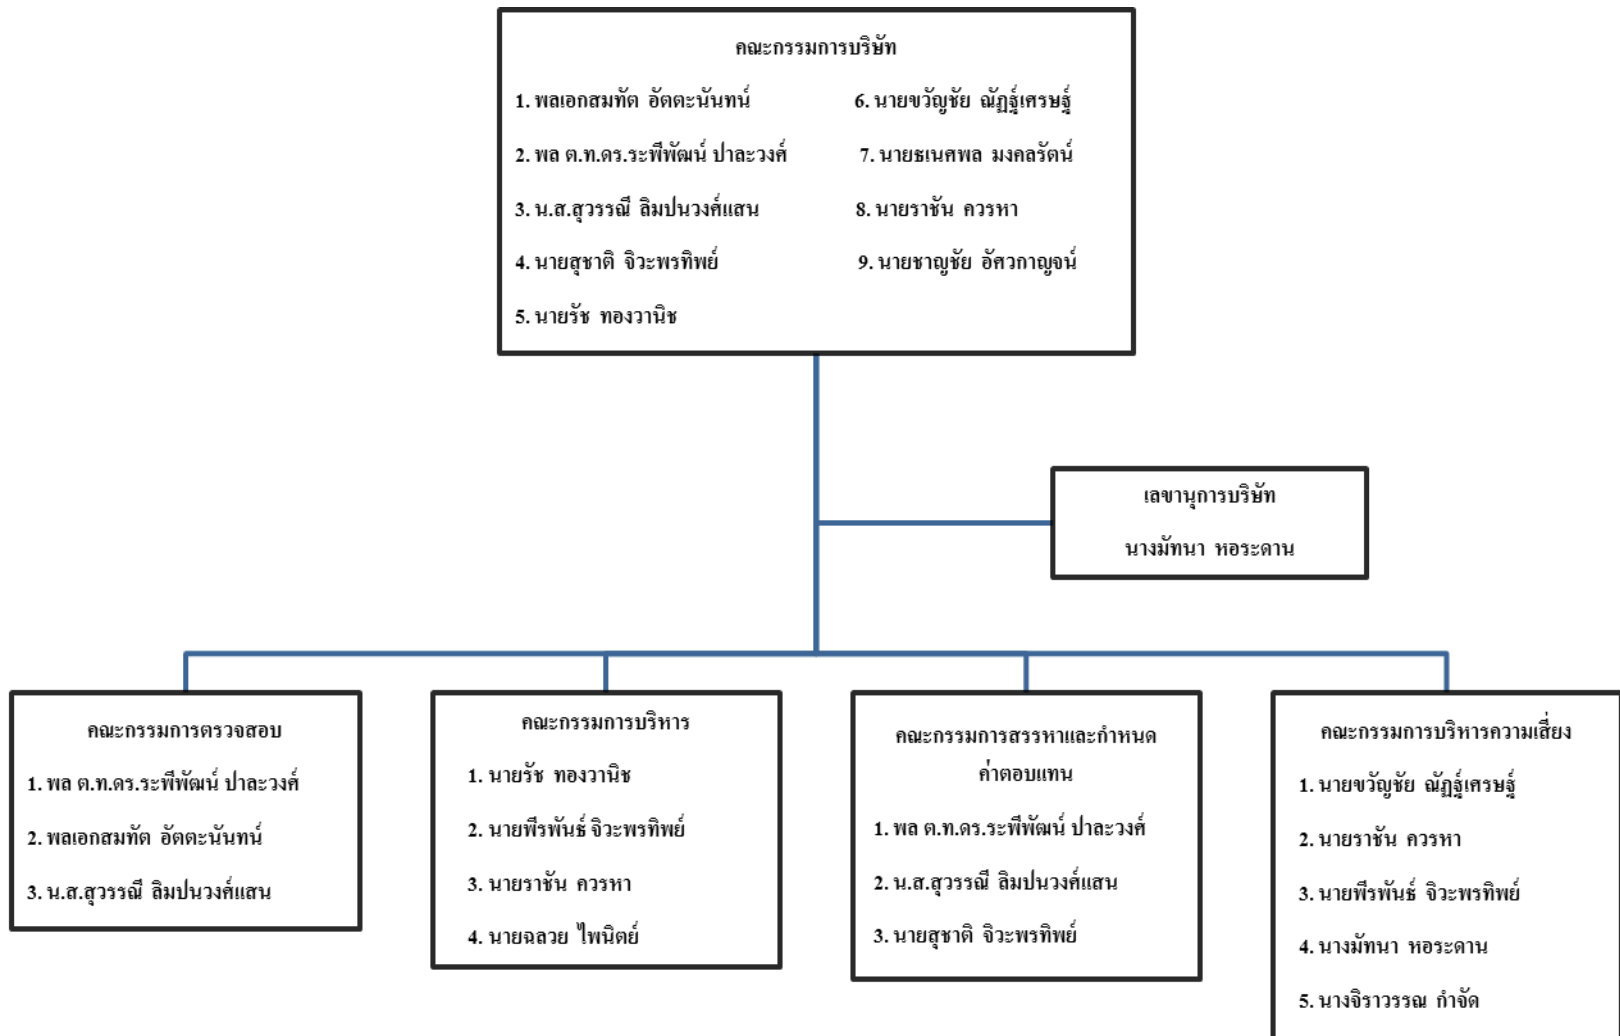 คณะกรรมการบริษัท
1. พลเอกสมทัต อัตตะนันทน์
2. พล ต.ท.ดร.ระพีพัฒน์ ปาละวงศ์
3. น.ส.สุวรรณี ลิมปนวงศ์แสน
4. นายสุชาติ จิวะพรทิพย์
5. นายรัช ทองวานิช
6. นายขวัญชัย ณัฏฐ์เศรษฐ์
7. นายธเนศพล มงคลรัตน์
8. นายราชัน ควรหา
9. นายชาญชัย อัศวกาญจน์
เลขานุการบริษัท
นางมัทนา หอระดาน
คณะกรรมการตรวจสอบ
1. พล ต.ท.ดร.ระพีพัฒน์ ปาละวงศ์
2. พลเอกสมทัต อัตตะนันทน์
3. น.ส.สุวรรณี ลิมปนวงศ์แสน
คณะกรรมการบริหาร
1. นายรัช ทองวานิช
2. นายพีรพันธ์ จิวะพรทิพย์
3. นายราชัน ควรหา
4. นายฉลวย ไพนิตย์
คณะกรรมการสรรหาและกำหนด
ค่าตอบแทน
1. พล ต.ท.ดร.ระพีพัฒน์ ปาละวงศ์
2. น.ส.สุวรรณี ลิมปนวงศ์แสน
3. นายสุชาติ จิวะพรทิพย์
คณะกรรมการบริหารความเสี่ยง
1. นายขวัญชัย ณัฏฐ์เศรษฐ์
2. นายราชัน ควรหา
3. นายพีรพันธ์ จิวะพรทิพย์
4. นางมัทนา หอระดาน
5. นางจิราวรรณ กำจัด